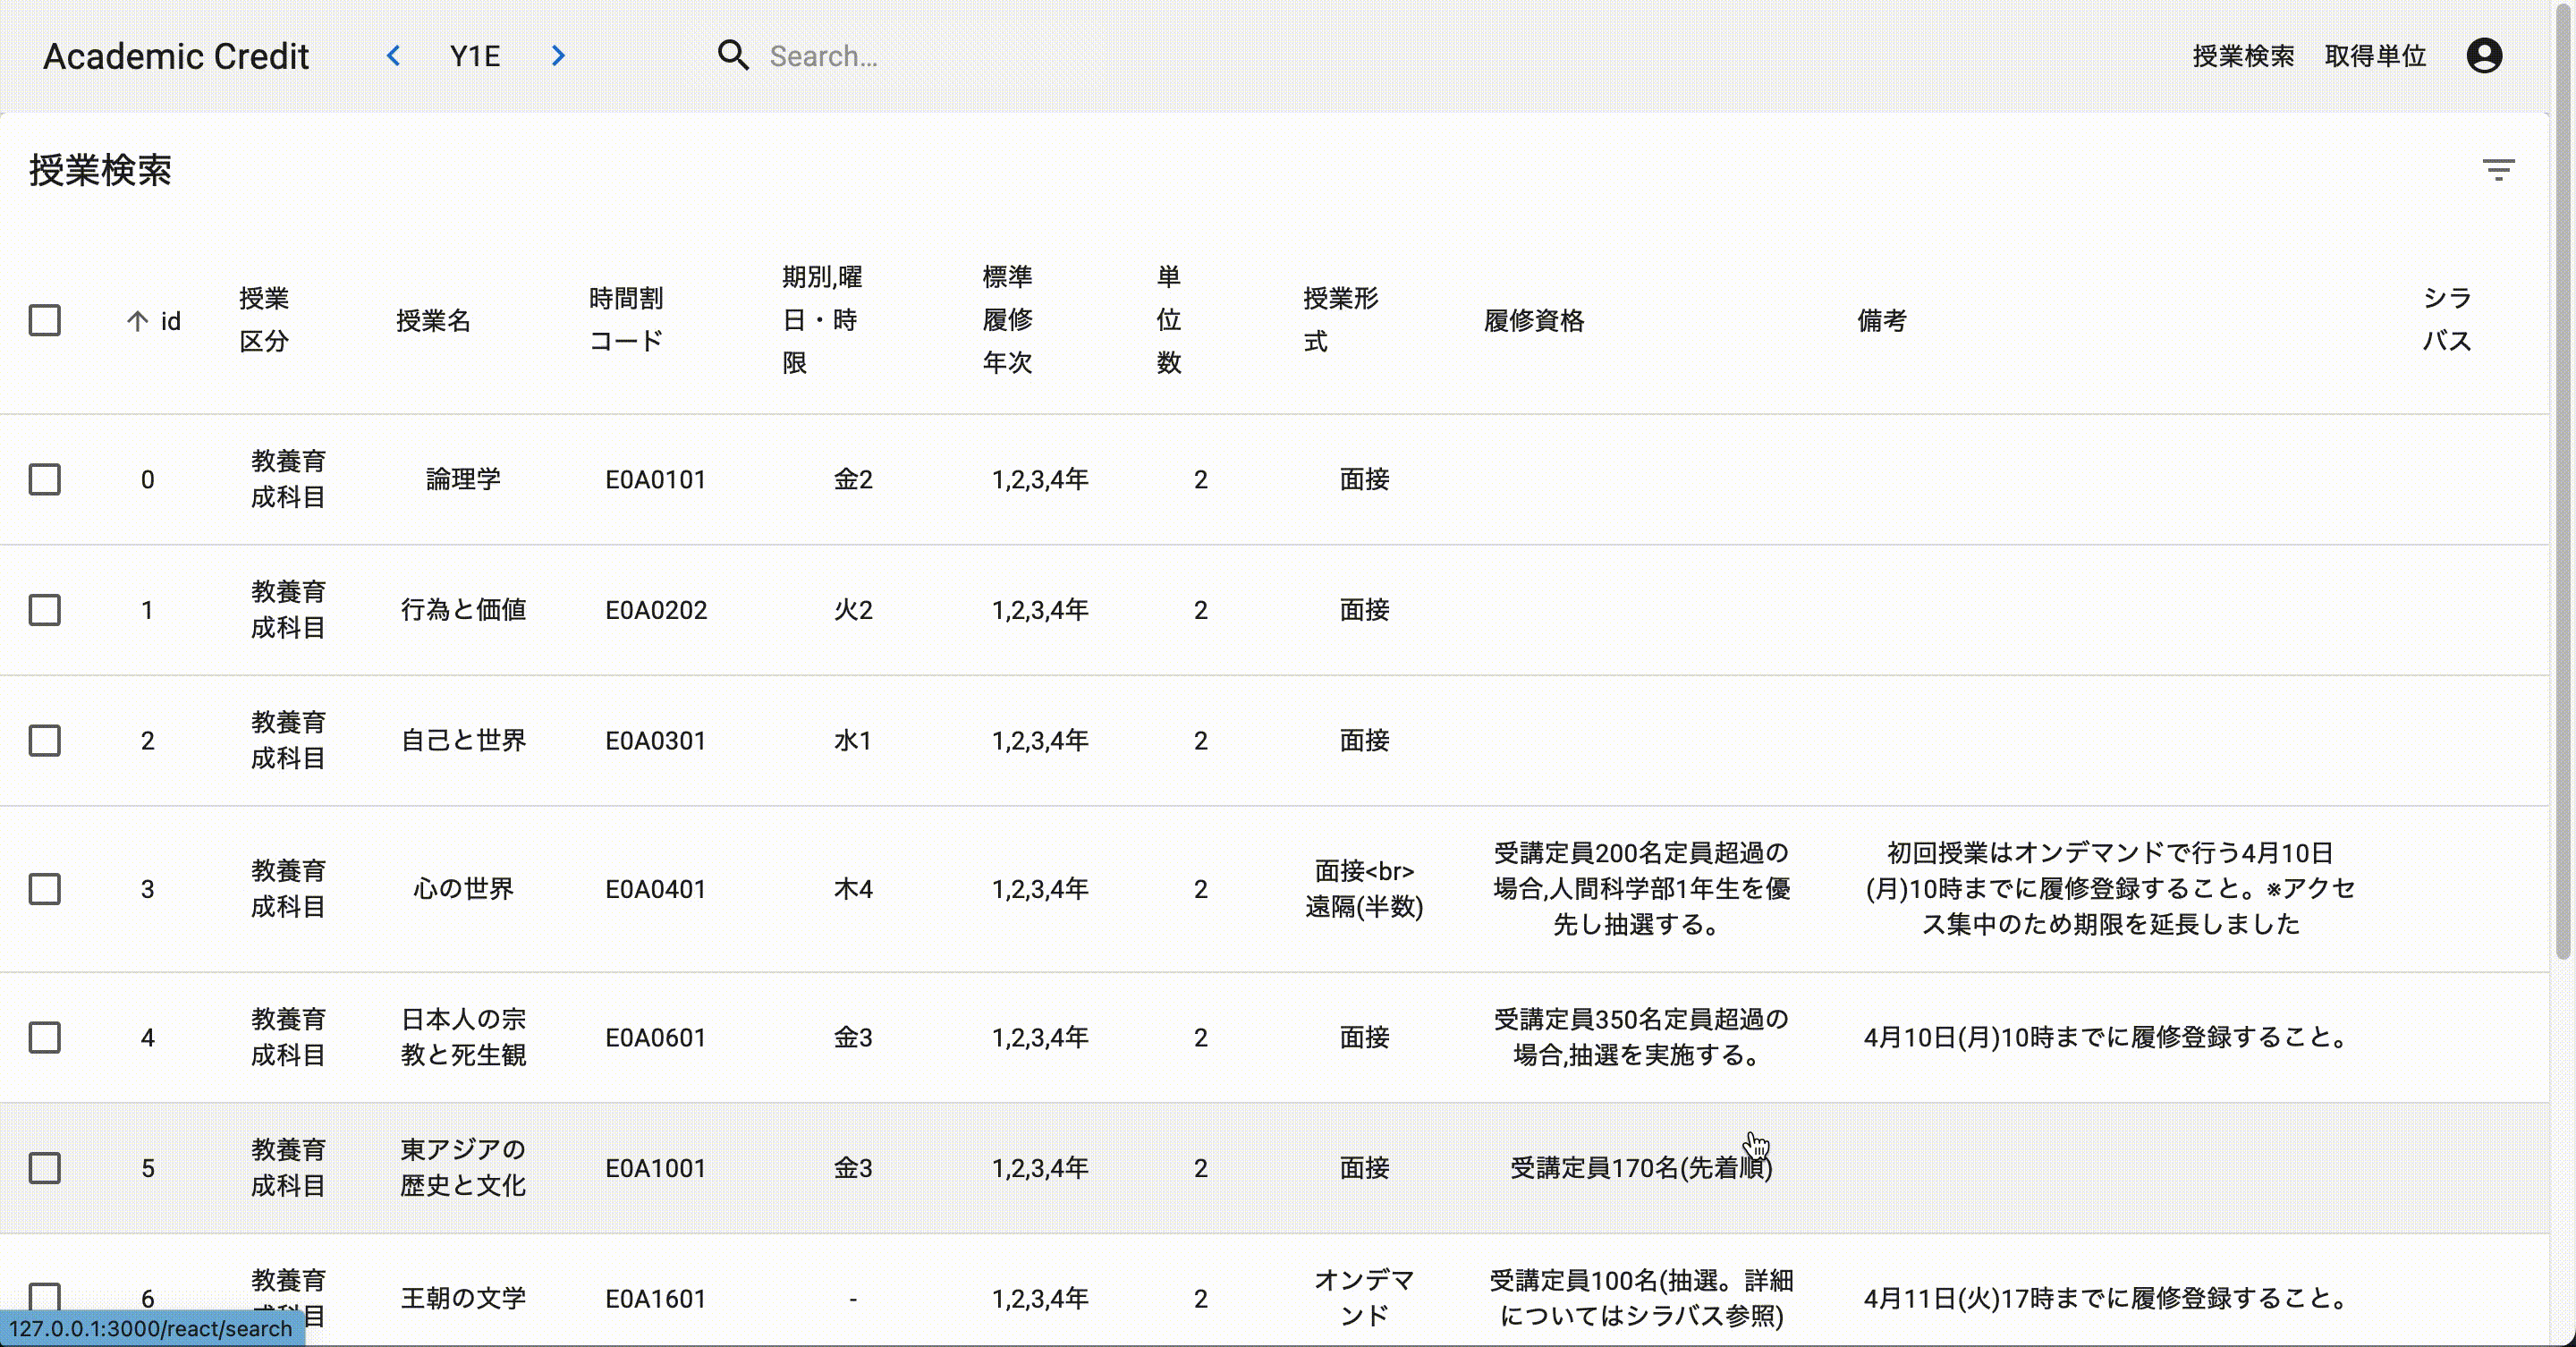 Academic Credit Y1E Search... 授業検索 取得単位
授業検索
id 授業 授業名 時間割 期別,曜 標準 単 授業形 履修資格 備考 シラ
区分 コード 日・時 履修 位 式 バス
限 年次 数
0 教養育 論理学 E0A0101 金2 1,2,3,4年 2 面接
成科目
1 教養育 行為と価値 E0A0202 火2 1,2,3,4年 2 面接
成科目
2 教養育 自己と世界 E0A0301 水1 1,2,3,4年 2 面接
成科目
3 教養育 心の世界 E0A0401 木4 1,2,3,4年 2 面接<br> 受講定員200名定員超過の 初回授業はオンデマンドで行う4月10日
成科目 遠隔(半数) 場合,人間科学部1年生を優 (月)10時までに履修登録すること。※アクセ
先し抽選する。 ス集中のため期限を延長しました
4 教養育 日本人の宗 E0A0601 金3 1,2,3,4年 2 面接 受講定員350名定員超過の 4月10日(月)10時までに履修登録すること。
成科目 教と死生観 場合,抽選を実施する。
5 教養育 東アジアの E0A1001 金3 1,2,3,4年 2 面接 受講定員170名(先着順)
成科目 歴史と文化
6 教養育 王朝の文学 E0A1601 - 1,2,3,4年 2 オンデマ 受講定員100名(抽選。詳細 4月11日(火)17時までに履修登録すること。
成科目 ンド についてはシラバス参照)
127.0.0.1:3000/react/search